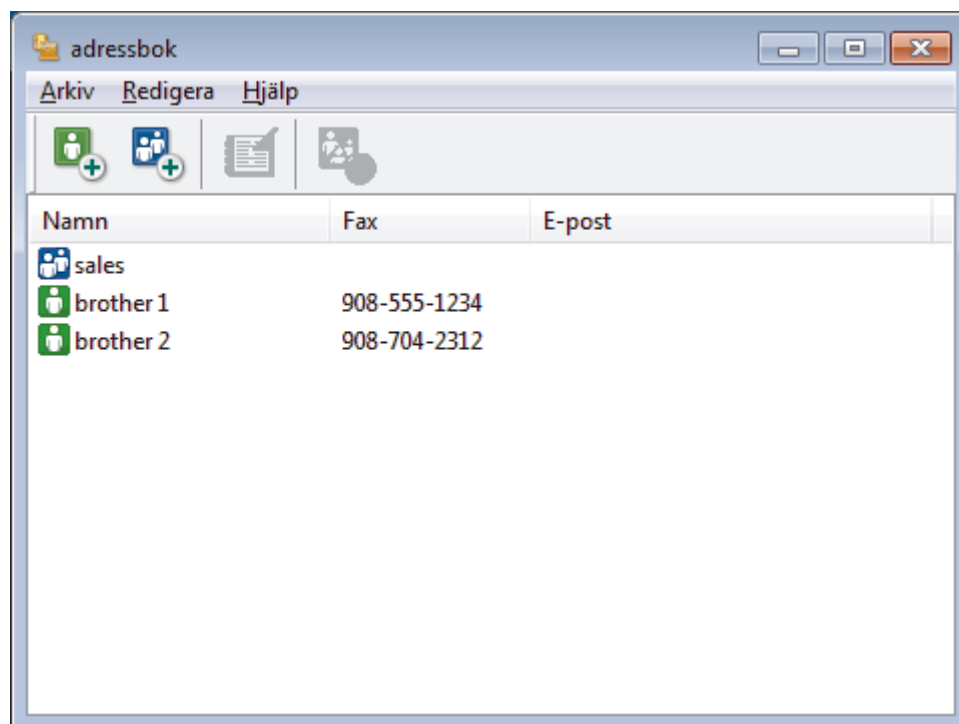 adressbok
Arkiv Redigera Hjälp
Namn Fax E-post
sales
brother 1 908-555-1234
brother 2 908-704-2312